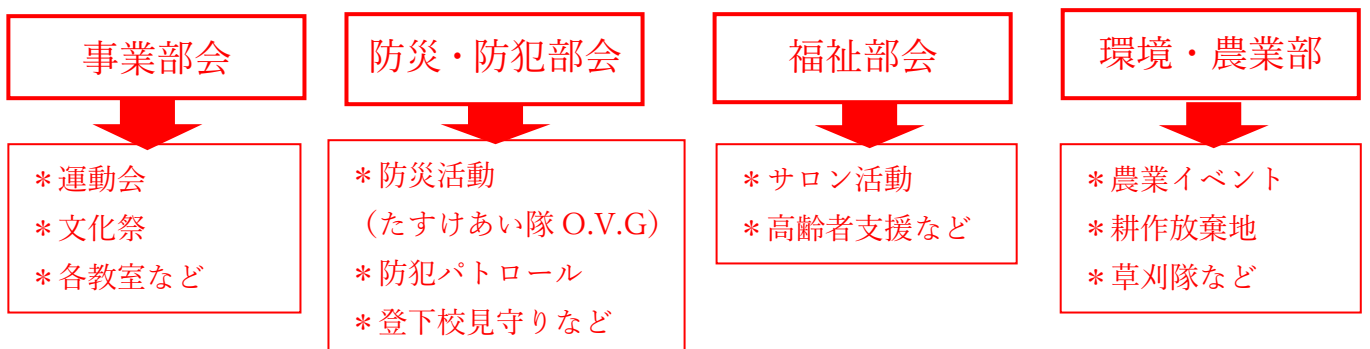 事業部会
＊運動会
＊文化祭
＊各教室など
防災・防犯部会
＊防災活動
（たすけあい隊 O.V.G）
＊防犯パトロール
＊登下校見守りなど
福祉部会
＊サロン活動
＊高齢者支援など
環境・農業部
＊農業イベント
＊耕作放棄地
＊草刈隊など